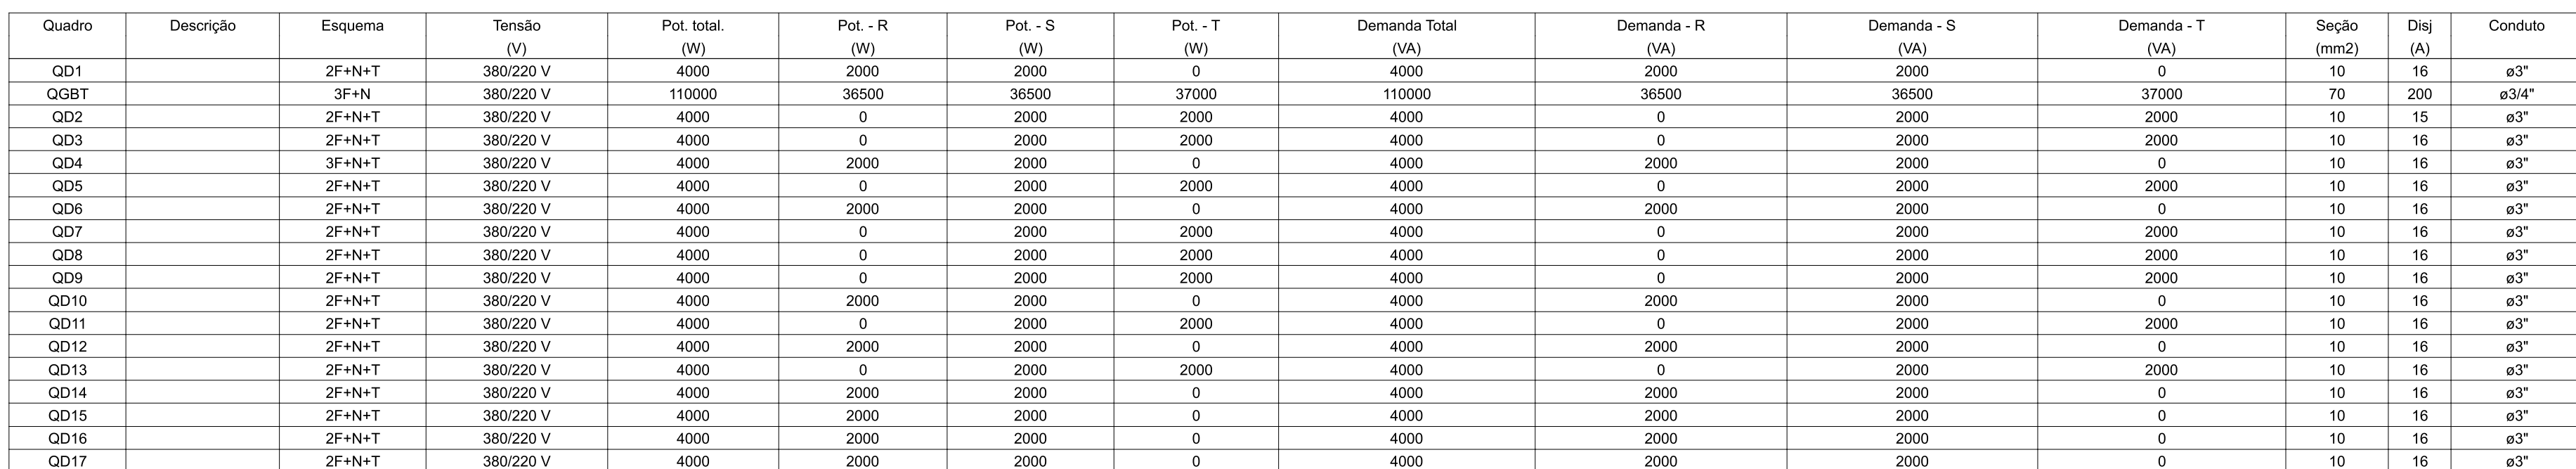 Quadro Descrição Esquema Tensão Pot. total. Pot. - R Pot. - S Pot. - T Demanda Total Demanda - R Demanda - S Demanda - T Seção Disj Conduto
(V) (W) (W) (W) (W) (VA) (VA) (VA) (VA) (mm2) (A)
QD1 2F+N+T 380/220 V 4000 2000 2000 0 4000 2000 2000 0 10 16 ø3"
QGBT 3F+N 380/220 V 110000 36500 36500 37000 110000 36500 36500 37000 70 200 ø3/4"
QD2 2F+N+T 380/220 V 4000 0 2000 2000 4000 0 2000 2000 10 15 ø3"
QD3 2F+N+T 380/220 V 4000 0 2000 2000 4000 0 2000 2000 10 16 ø3"
QD4 3F+N+T 380/220 V 4000 2000 2000 0 4000 2000 2000 0 10 16 ø3"
QD5 2F+N+T 380/220 V 4000 0 2000 2000 4000 0 2000 2000 10 16 ø3"
QD6 2F+N+T 380/220 V 4000 2000 2000 0 4000 2000 2000 0 10 16 ø3"
QD7 2F+N+T 380/220 V 4000 0 2000 2000 4000 0 2000 2000 10 16 ø3"
QD8 2F+N+T 380/220 V 4000 0 2000 2000 4000 0 2000 2000 10 16 ø3"
QD9 2F+N+T 380/220 V 4000 0 2000 2000 4000 0 2000 2000 10 16 ø3"
QD10 2F+N+T 380/220 V 4000 2000 2000 0 4000 2000 2000 0 10 16 ø3"
QD11 2F+N+T 380/220 V 4000 0 2000 2000 4000 0 2000 2000 10 16 ø3"
QD12 2F+N+T 380/220 V 4000 2000 2000 0 4000 2000 2000 0 10 16 ø3"
QD13 2F+N+T 380/220 V 4000 0 2000 2000 4000 0 2000 2000 10 16 ø3"
QD14 2F+N+T 380/220 V 4000 2000 2000 0 4000 2000 2000 0 10 16 ø3"
QD15 2F+N+T 380/220 V 4000 2000 2000 0 4000 2000 2000 0 10 16 ø3"
QD16 2F+N+T 380/220 V 4000 2000 2000 0 4000 2000 2000 0 10 16 ø3"
QD17 2F+N+T 380/220 V 4000 2000 2000 0 4000 2000 2000 0 10 16 ø3"